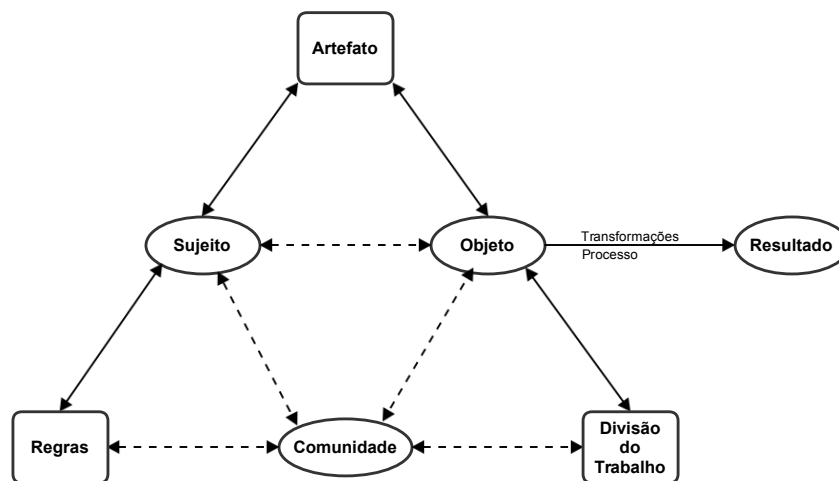 Artefato
Sujeito
Objeto
Transformações
Processo
Resultado
Regras
Comunidade
Divisão
do
Trabalho